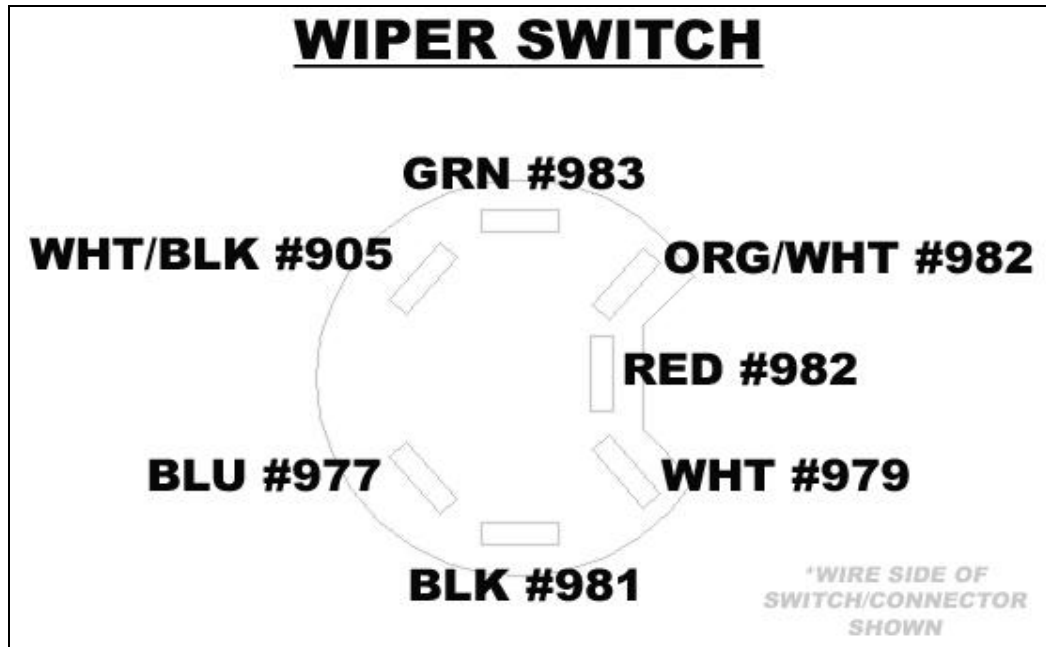 WIPER SWITCH
GRN #983
WHT/BLK #905
ORG/WHT #982
RED #982
BLU #977
WHT #979
BLK #981
*WIRE SIDE OF
SWITCH/CONNECTOR
SHOWN